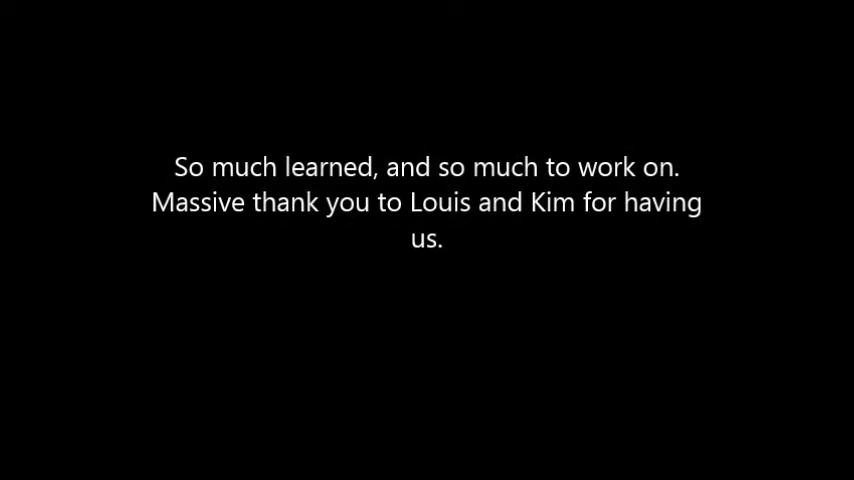 So much learned, and so much to work on.
Massive thank you to Louis and Kim for having
us.